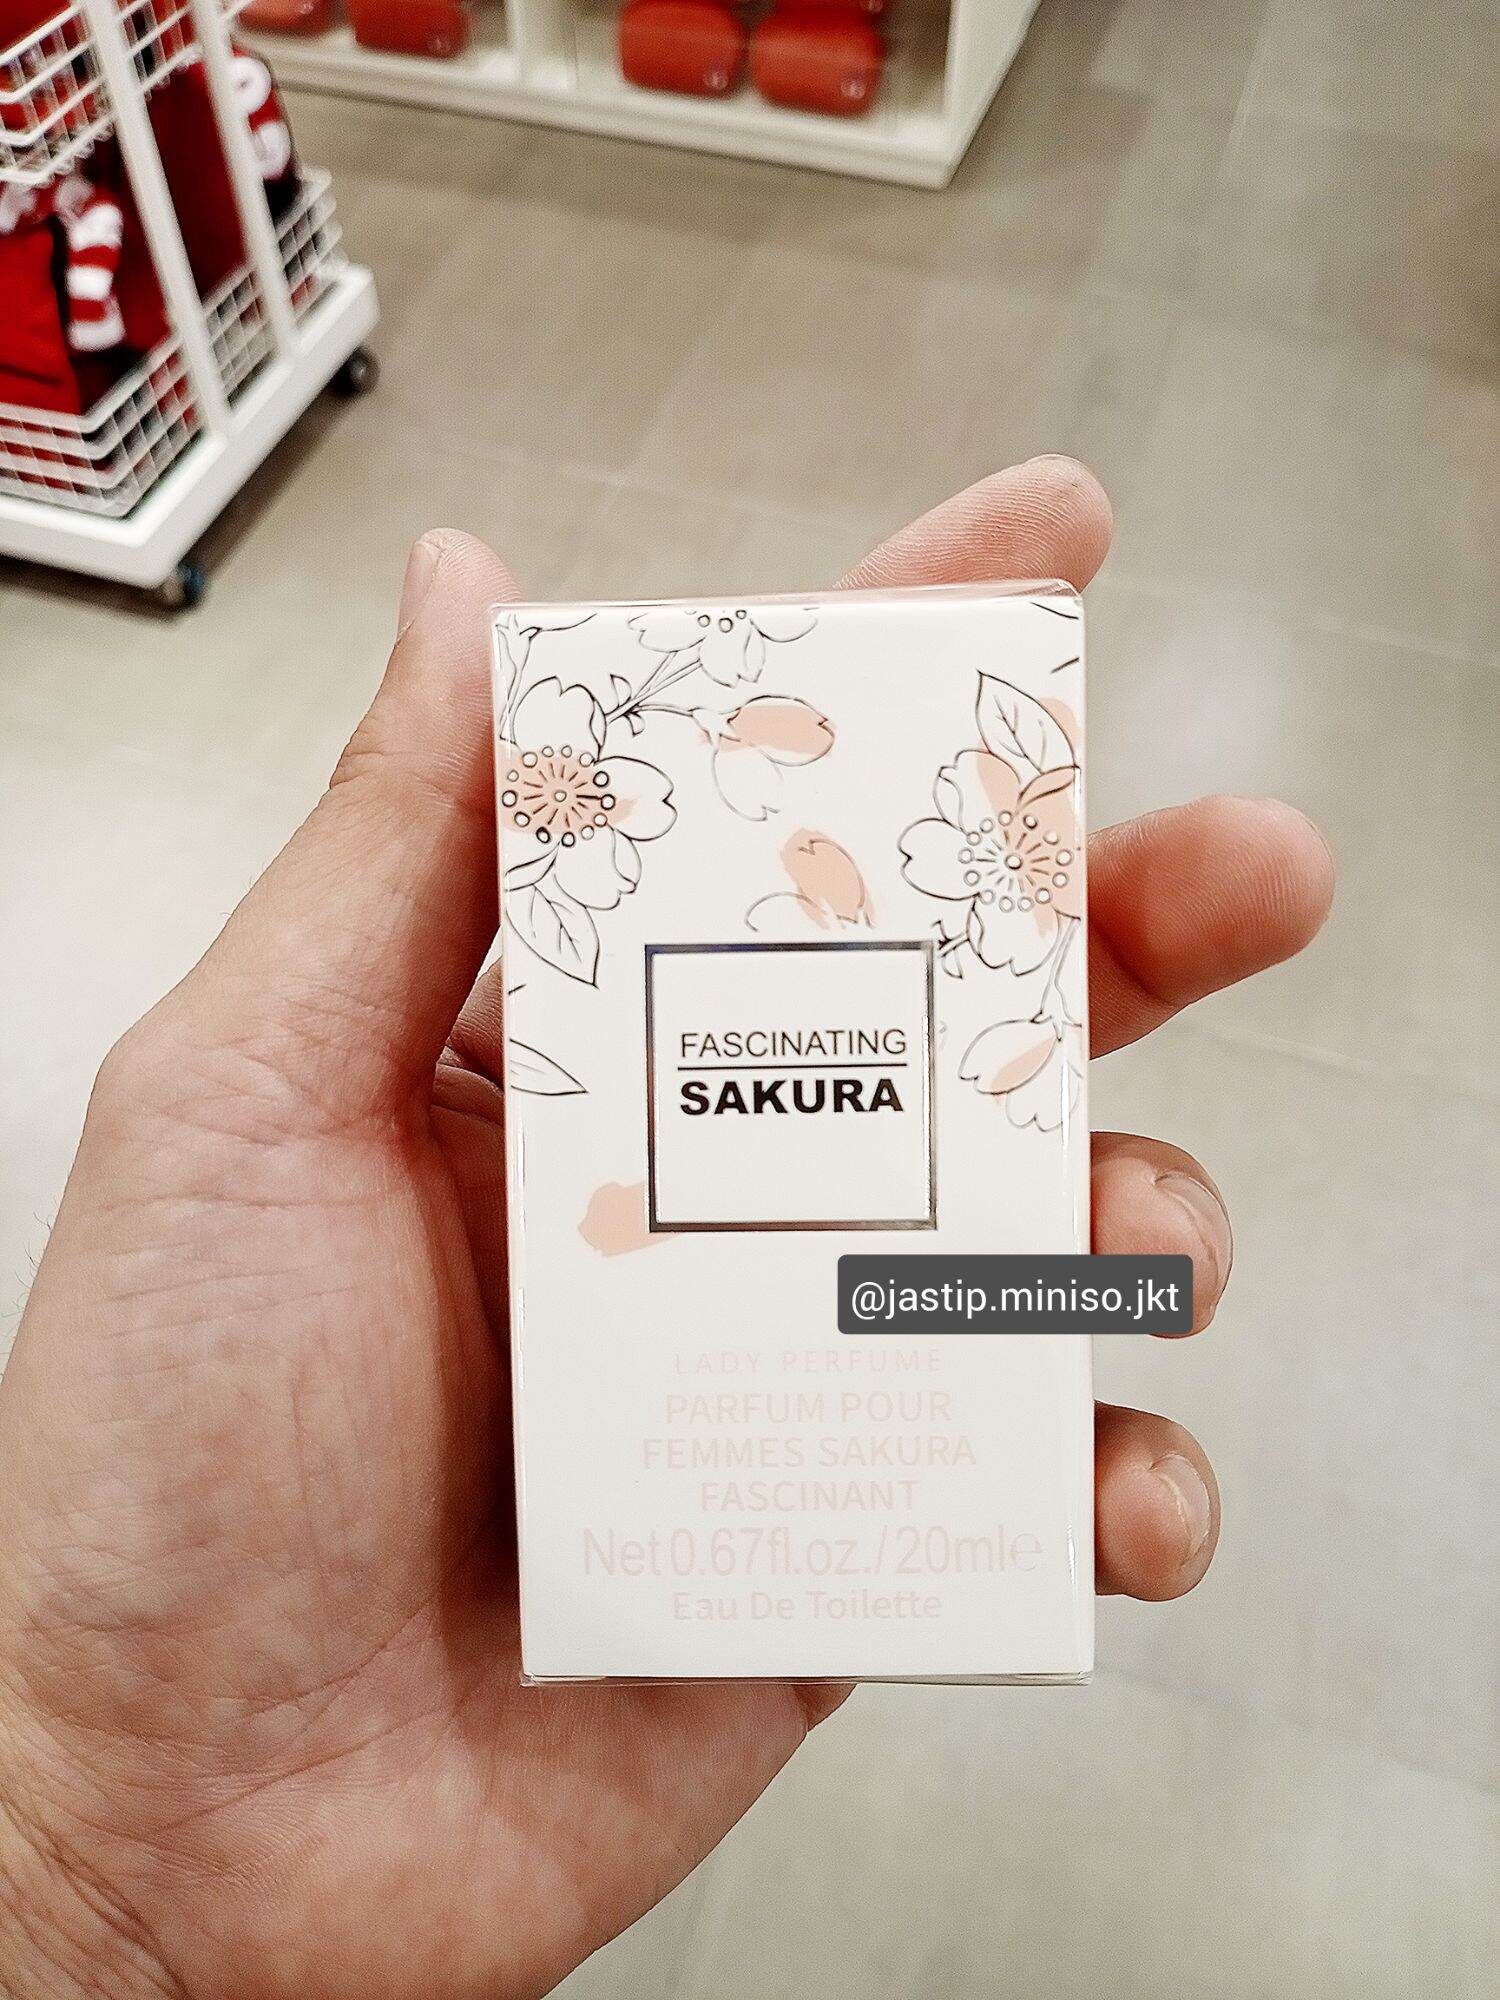 FASCINATING
SAKURA
@jastip.miniso.jkt
LADY PERFUME
PARFUM POUR
FEMMES SAKURA
FASCINANT
Net 0.67fl.oz./20ml℮
Eau De Toilette